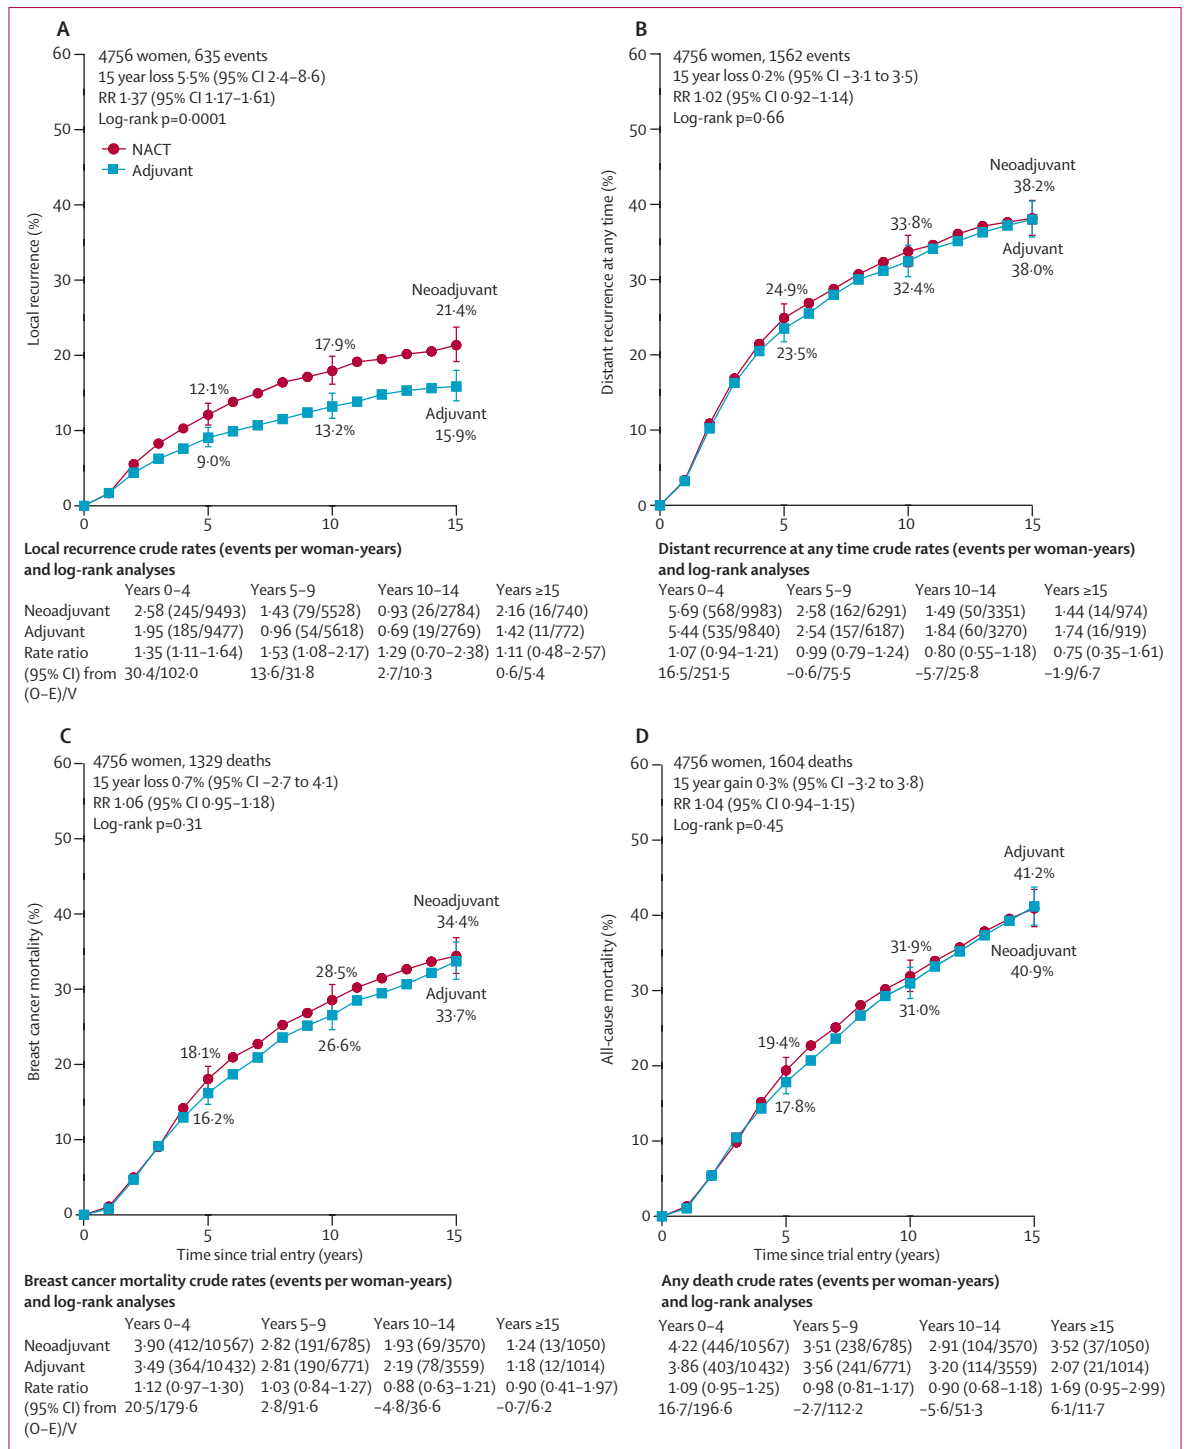 A
4756 women, 635 events
15 year loss 5·5% (95% CI 2·4–8·6)
RR 1·37 (95% CI 1·17–1·61)
Log-rank p=0·0001
NACT
Adjuvant
Local recurrence (%)
60
50
40
30
20
10
0
0
5
10
15
12·1%
9·0%
17·9%
13·2%
Neoadjuvant
21·4%
Adjuvant
15·9%
Local recurrence crude rates (events per woman-years)
and log-rank analyses
Years 0–4 Years 5–9 Years 10–14 Years ≥15
Neoadjuvant 2·58 (245/9493) 1·43 (79/5528) 0·93 (26/2784) 2·16 (16/740)
Adjuvant 1·95 (185/9477) 0·96 (54/5618) 0·69 (19/2769) 1·42 (11/772)
Rate ratio 1·35 (1·11–1·64) 1·53 (1·08–2·17) 1·29 (0·70–2·38) 1·11 (0·48–2·57)
(95% CI) from 30·4/102·0 13·6/31·8 2·7/10·3 0·6/5·4
(O–E)/V
B
4756 women, 1562 events
15 year loss 0·2% (95% CI –3·1 to 3·5)
RR 1·02 (95% CI 0·92–1·14)
Log-rank p=0·66
Distant recurrence at any time (%)
60
50
40
30
20
10
0
0
5
10
15
24·9%
23·5%
33·8%
32·4%
Neoadjuvant
38·2%
Adjuvant
38·0%
Distant recurrence at any time crude rates (events per woman-years)
and log-rank analyses
Years 0–4 Years 5–9 Years 10–14 Years ≥15
5·69 (568/9983) 2·58 (162/6291) 1·49 (50/3351) 1·44 (14/974)
5·44 (535/9840) 2·54 (157/6187) 1·84 (60/3270) 1·74 (16/919)
1·07 (0·94–1·21) 0·99 (0·79–1·24) 0·80 (0·55–1·18) 0·75 (0·35–1·61)
16·5/251·5 –0·6/75·5 –5·7/25·8 –1·9/6·7
C
4756 women, 1329 deaths
15 year loss 0·7% (95% CI –2·7 to 4·1)
RR 1·06 (95% CI 0·95–1·18)
Log-rank p=0·31
Breast cancer mortality (%)
60
50
40
30
20
10
0
0
5
10
15
18·1%
16·2%
28·5%
26·6%
Neoadjuvant
34·4%
Adjuvant
33·7%
Time since trial entry (years)
Breast cancer mortality crude rates (events per woman-years)
and log-rank analyses
Years 0–4 Years 5–9 Years 10–14 Years ≥15
Neoadjuvant 3·90 (412/10 567) 2·82 (191/6785) 1·93 (69/3570) 1·24 (13/1050)
Adjuvant 3·49 (364/10 432) 2·81 (190/6771) 2·19 (78/3559) 1·18 (12/1014)
Rate ratio 1·12 (0·97–1·30) 1·03 (0·84–1·27) 0·88 (0·63–1·21) 0·90 (0·41–1·97)
(95% CI) from 20·5/179·6 2·8/91·6 –4·8/36·6 –0·7/6·2
(O–E)/V
D
4756 women, 1604 deaths
15 year gain 0·3% (95% CI –3·2 to 3·8)
RR 1·04 (95% CI 0·94–1·15)
Log-rank p=0·45
All-cause mortality (%)
60
50
40
30
20
10
0
0
5
10
15
19·4%
17·8%
31·9%
31·0%
Adjuvant
41·2%
Neoadjuvant
40·9%
Time since trial entry (years)
Any death crude rates (events per woman-years)
and log-rank analyses
Years 0–4 Years 5–9 Years 10–14 Years ≥15
4·22 (446/10 567) 3·51 (238/6785) 2·91 (104/3570) 3·52 (37/1050)
3·86 (403/10 432) 3·56 (241/6771) 3·20 (114/3559) 2·07 (21/1014)
1·09 (0·95–1·25) 0·98 (0·81–1·17) 0·90 (0·68–1·18) 1·69 (0·95–2·99)
16·7/196·6 –2·7/112·2 –5·6/51·3 6·1/11·7